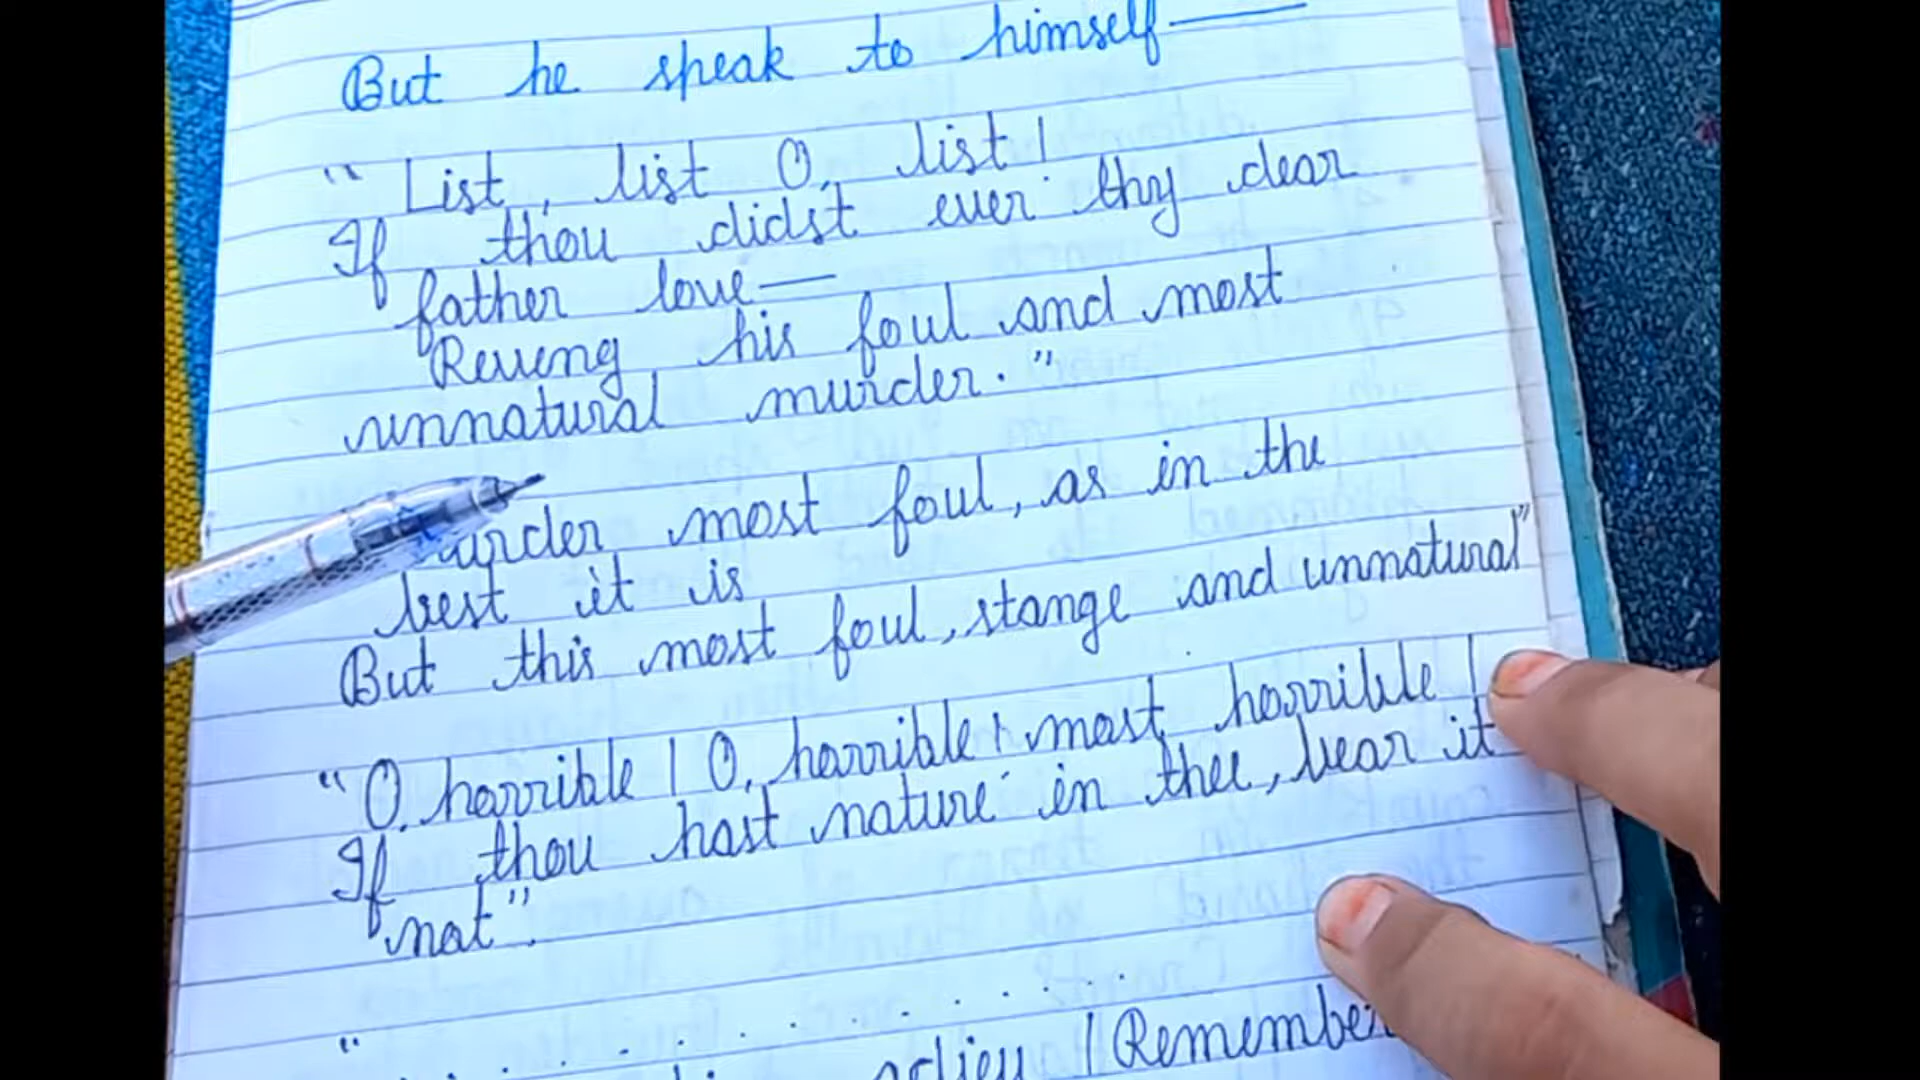 But he speak to himself—
“ List, list O, list!
If thou didst ever thy dear
father love—
Reveng his foul and most
unnatural murder."
most foul, as in the
best it is
But this most foul, stange and unnatural"
“O, horrible! O, horrible! most horrible!
If thou hast nature in thee, bear it
not".
“ . . . . . . . . . . .
adieu! Remember